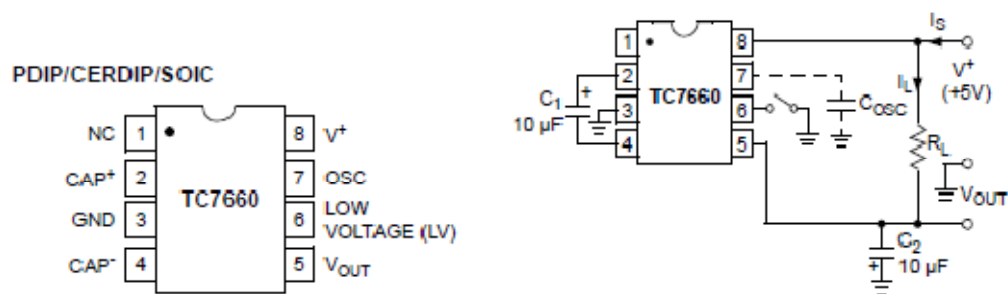 PDIP/CERDIP/SOIC
NC 1 8 V+
CAP+ 2 7 OSC
TC7660
GND 3 6 LOW VOLTAGE (LV)
CAP- 4 5 VOUT
1 8 IS
V+
(+5V)
2 7 IL
+
C1
10 µF
TC7660
COSC
3 6
4 5
RL
VOUT
C2
+ 10 µF